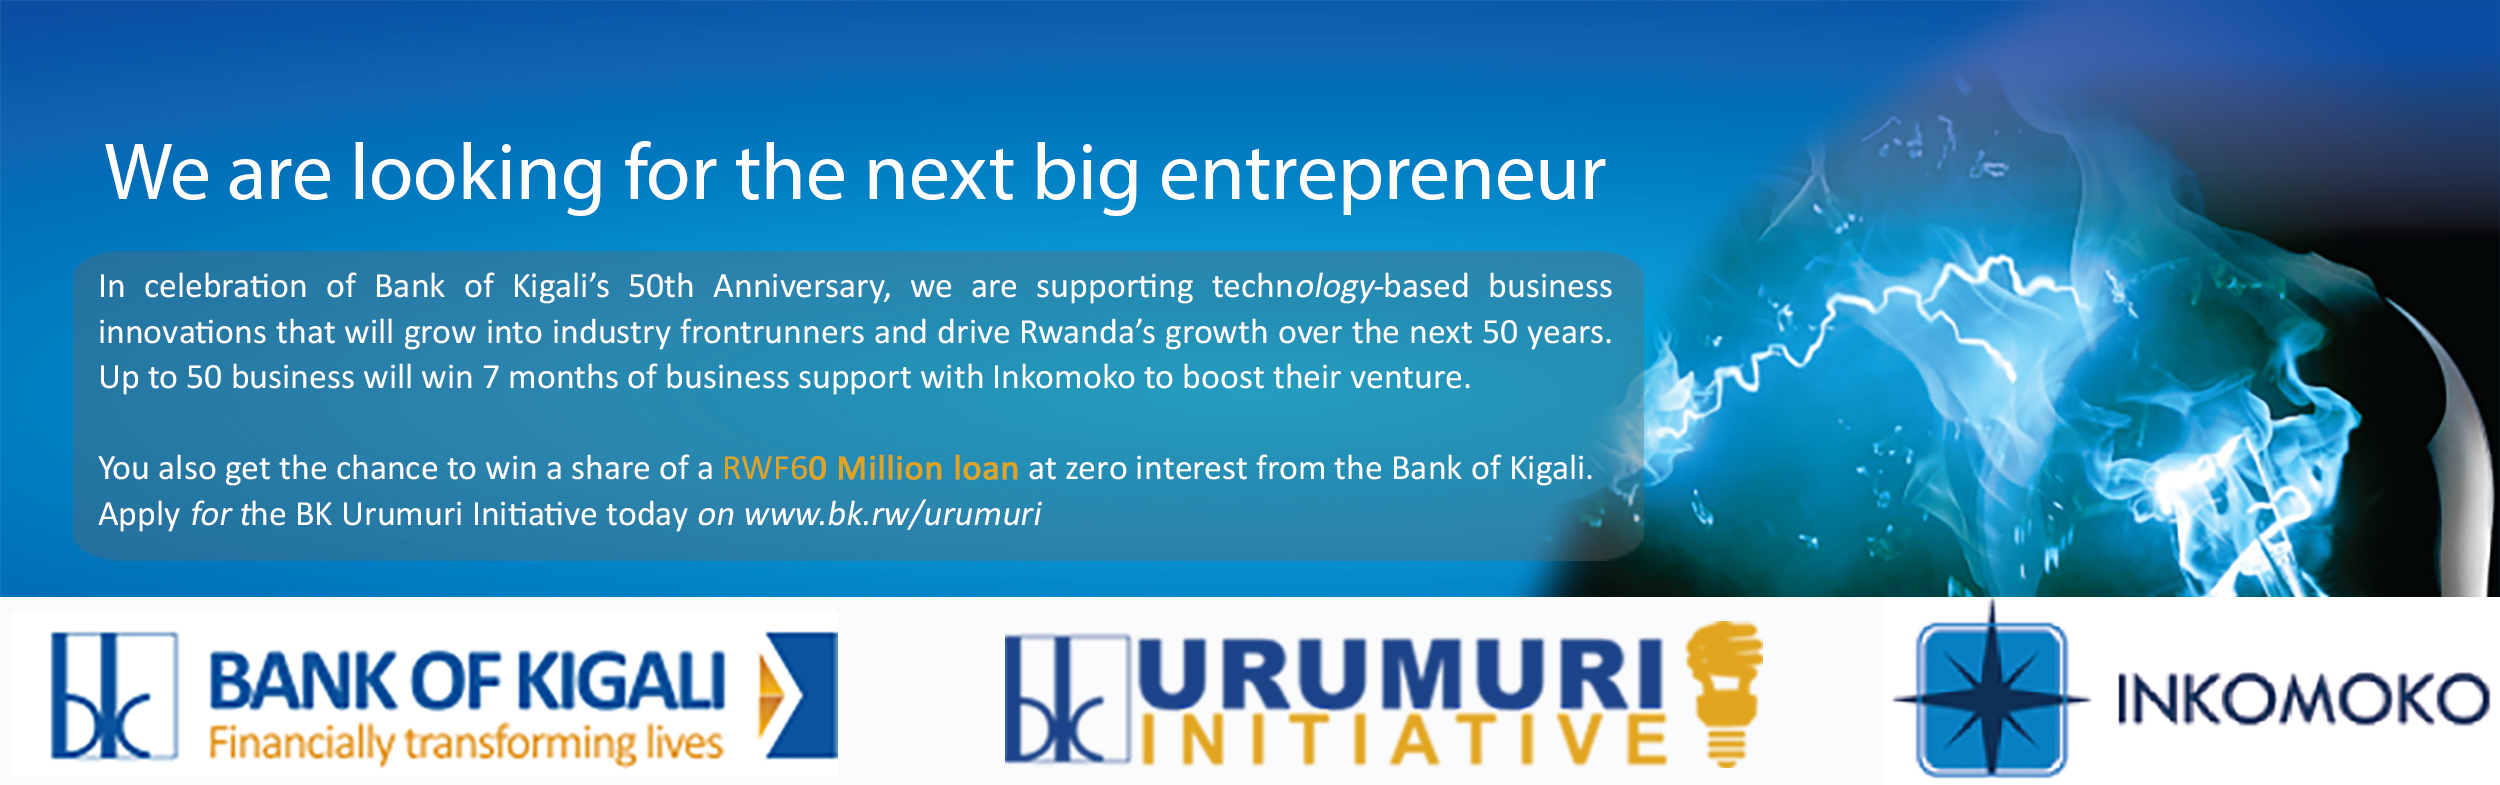 We are looking for the next big entrepreneur
In celebration of Bank of Kigali’s 50th Anniversary, we are supporting technology-based business
innovations that will grow into industry frontrunners and drive Rwanda’s growth over the next 50 years.
Up to 50 business will win 7 months of business support with Inkomoko to boost their venture.
You also get the chance to win a share of a RWF60 Million loan at zero interest from the Bank of Kigali.
Apply for the BK Urumuri Initiative today on www.bk.rw/urumuri
bk BANK OF KIGALI
Financially transforming lives
bk URUMURI
INITIATIVE
INKOMOKO